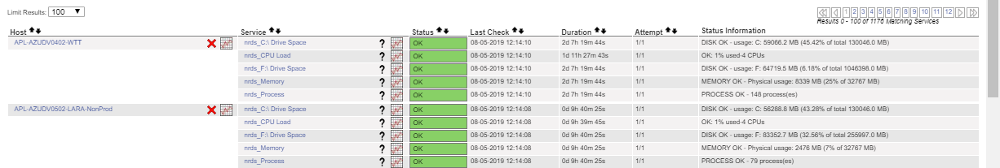 Limit Results: 100
1 2 3 4 5 6 7 8 9 10 11 12
Results 0 - 100 of 1176 Matching Services
Host Service Status Last Check Duration Attempt Status Information
APL-AZUDV0402-WTT nrds_C:\ Drive Space ? OK 08-05-2019 12:14:10 2d 7h 19m 44s 1/1 DISK OK - usage: C: 59066.2 MB (45.42% of total 130046.0 MB)
nrds_CPU Load ? OK 08-05-2019 12:14:10 1d 11h 27m 43s 1/1 OK: 1% used-4 CPUs
nrds_F:\ Drive Space ? OK 08-05-2019 12:14:10 2d 7h 19m 44s 1/1 DISK OK - usage: F: 64719.5 MB (6.18% of total 1046398.0 MB)
nrds_Memory ? OK 08-05-2019 12:14:10 2d 7h 19m 44s 1/1 MEMORY OK - Physical usage: 8339 MB (25% of 32767 MB)
nrds_Process ? OK 08-05-2019 12:14:10 2d 7h 19m 44s 1/1 PROCESS OK - 148 process(es)
APL-AZUDV0502-LARA-NonProd nrds_C:\ Drive Space ? OK 08-05-2019 12:14:08 0d 9h 40m 25s 1/1 DISK OK - usage: C: 56288.8 MB (43.28% of total 130046.0 MB)
nrds_CPU Load ? OK 08-05-2019 12:14:08 0d 9h 39m 45s 1/1 OK: 1% used-4 CPUs
nrds_F:\ Drive Space ? OK 08-05-2019 12:14:08 0d 9h 40m 25s 1/1 DISK OK - usage: F: 83352.7 MB (32.56% of total 255997.0 MB)
nrds_Memory ? OK 08-05-2019 12:14:08 0d 9h 40m 25s 1/1 MEMORY OK - Physical usage: 2476 MB (7% of 32767 MB)
nrds_Process ? OK 08-05-2019 12:14:08 0d 9h 40m 25s 1/1 PROCESS OK - 79 process(es)